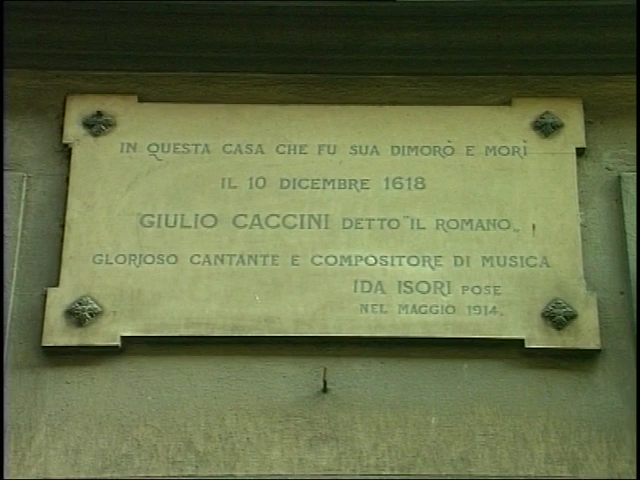 IN QUESTA CASA CHE FU SUA DIMORÒ E MORÌ
IL 10 DICEMBRE 1618
GIULIO CACCINI DETTO "IL ROMANO„
GLORIOSO CANTANTE E COMPOSITORE DI MUSICA
IDA ISORI POSE
NEL MAGGIO 1914.